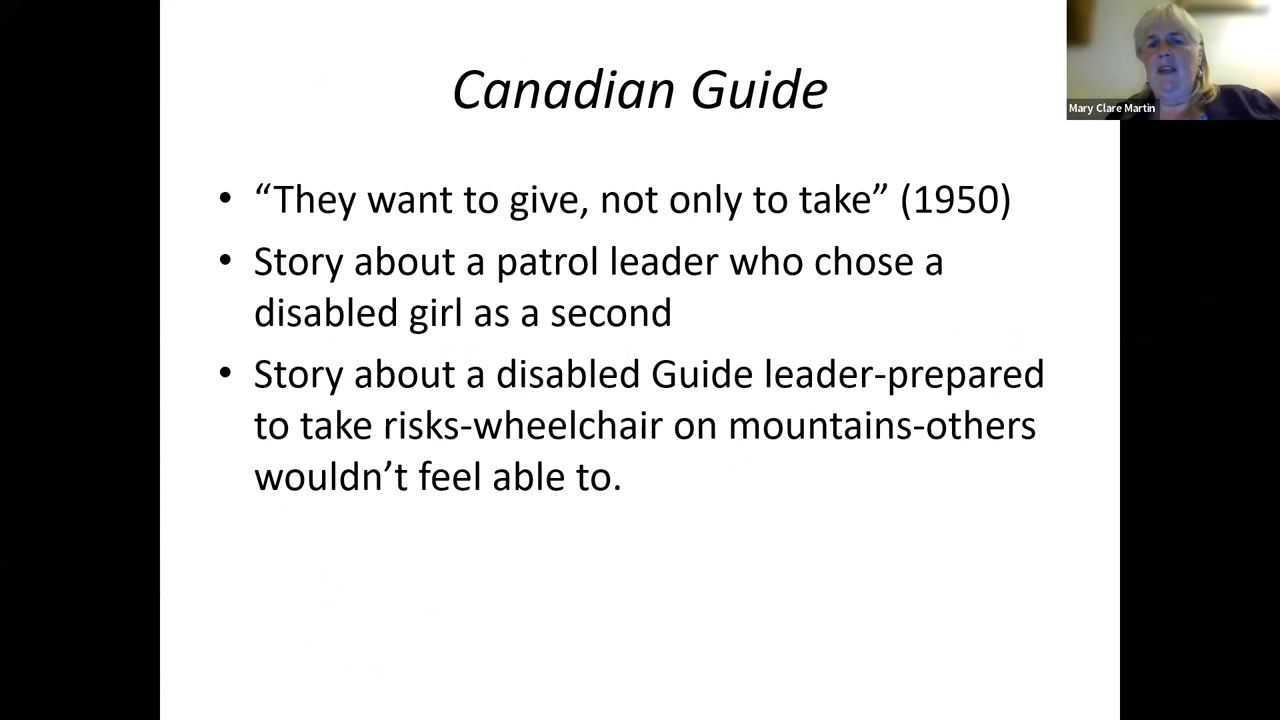 Canadian Guide
Mary Clare Martin
• “They want to give, not only to take” (1950)
• Story about a patrol leader who chose a
disabled girl as a second
• Story about a disabled Guide leader-prepared
to take risks-wheelchair on mountains-others
wouldn’t feel able to.